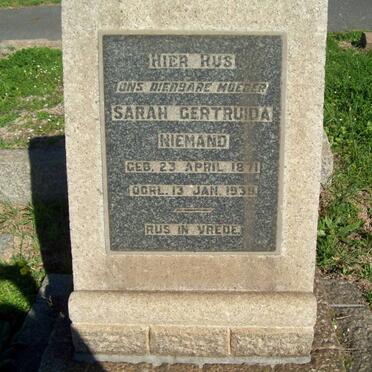 HIER RUS
ONS DIERBARE MOEDER
SARAH GERTRUIDA
NIEMAND
GEB. 23 APRIL 1871
OORL. 13 JAN. 1939
RUS IN VREDE